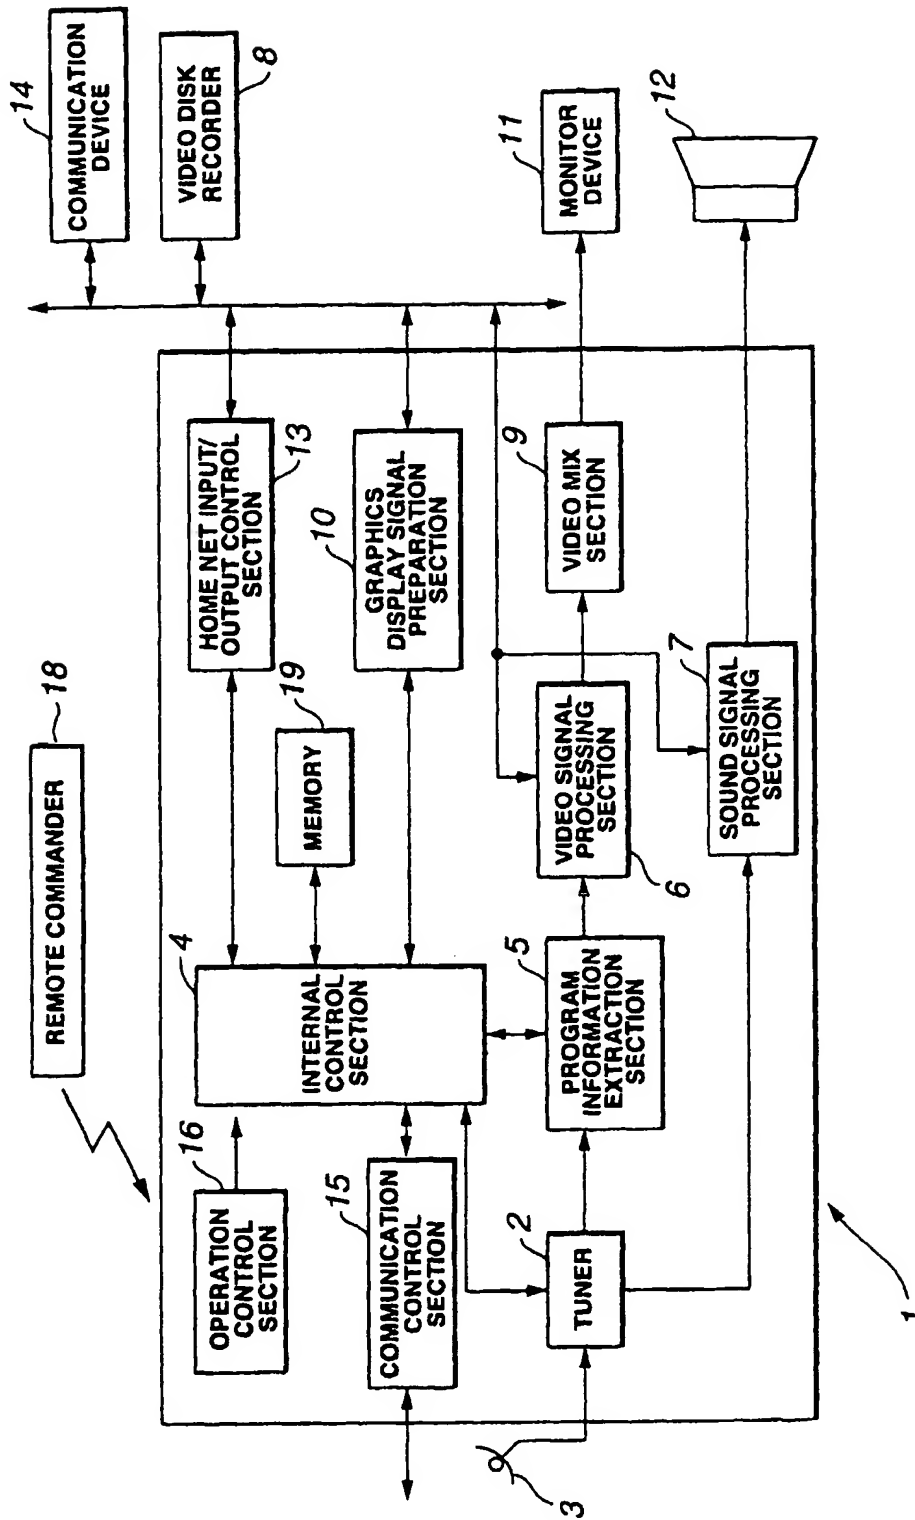 14
COMMUNICATION
DEVICE
VIDEO DISK
RECORDER
8
11
MONITOR
DEVICE
12
REMOTE COMMANDER
18
HOME NET INPUT/
OUTPUT CONTROL
SECTION
13
10
GRAPHICS
DISPLAY SIGNAL
PREPARATION
SECTION
9
VIDEO MIX
SECTION
19
MEMORY
4
INTERNAL
CONTROL
SECTION
VIDEO SIGNAL
PROCESSING
SECTION
6
7
SOUND SIGNAL
PROCESSING
SECTION
5
PROGRAM
INFORMATION
EXTRACTION
SECTION
16
OPERATION
CONTROL
SECTION
15
COMMUNICATION
CONTROL
SECTION
2
TUNER
3
1